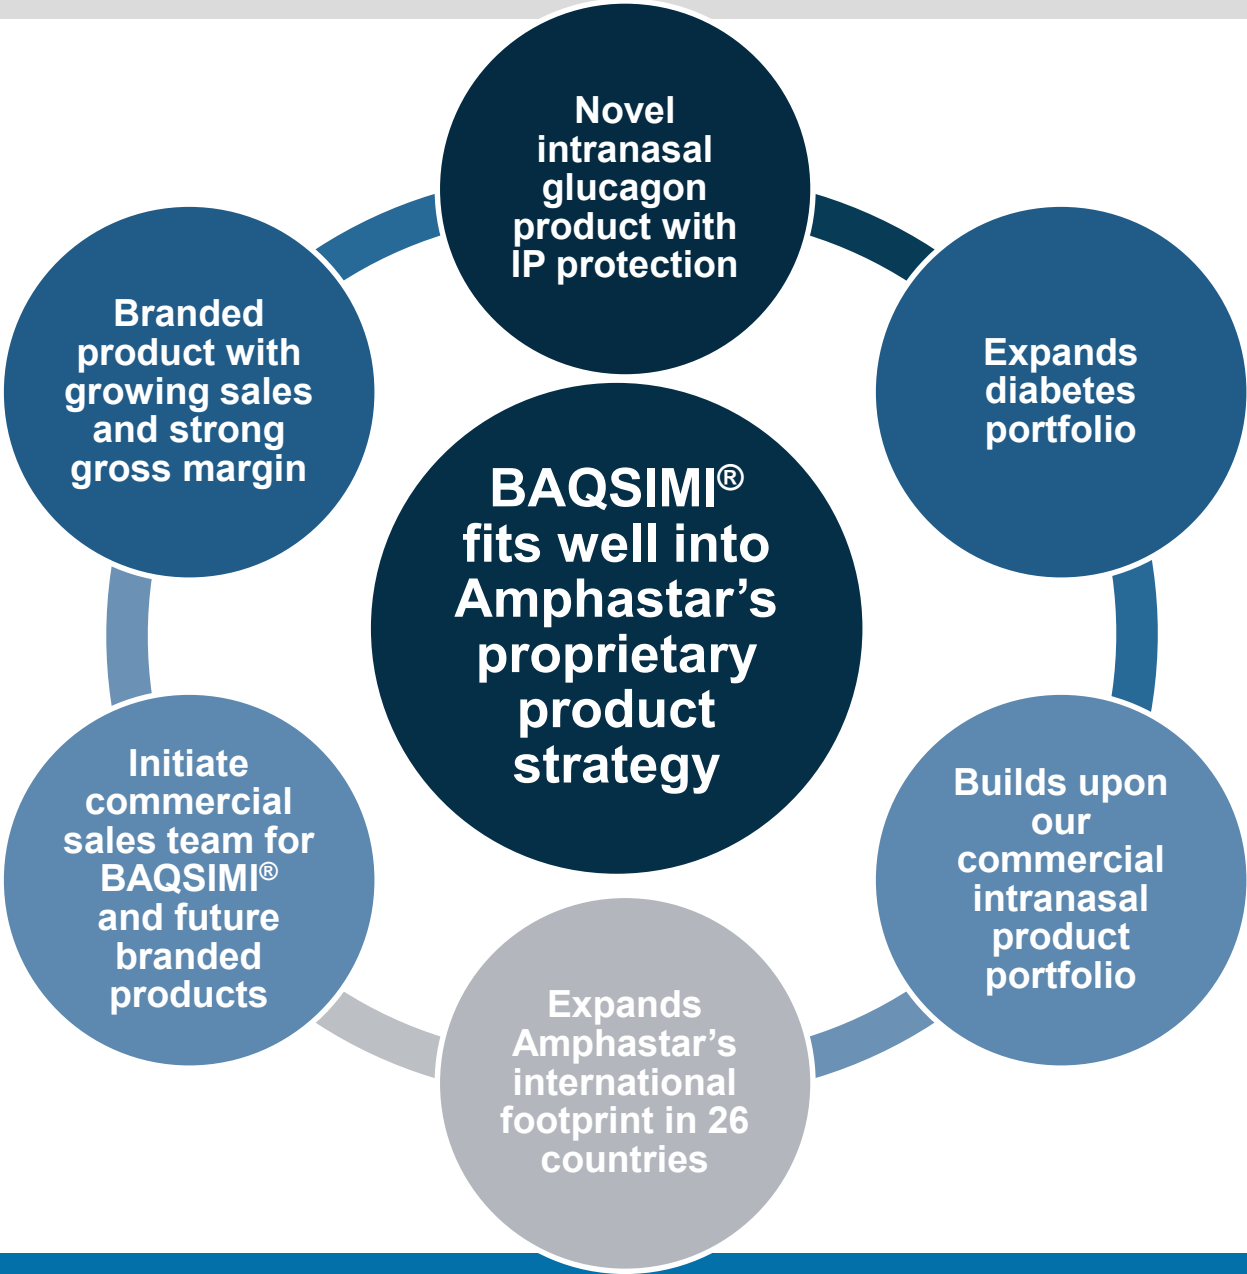 Novel
intranasal
glucagon
product with
IP protection
Expands
diabetes
portfolio
Builds upon
our
commercial
intranasal
product
portfolio
Expands
Amphastar’s
international
footprint in 26
countries
Initiate
commercial
sales team for
BAQSIMI®
and future
branded
products
Branded
product with
growing sales
and strong
gross margin
BAQSIMI®
fits well into
Amphastar’s
proprietary
product
strategy